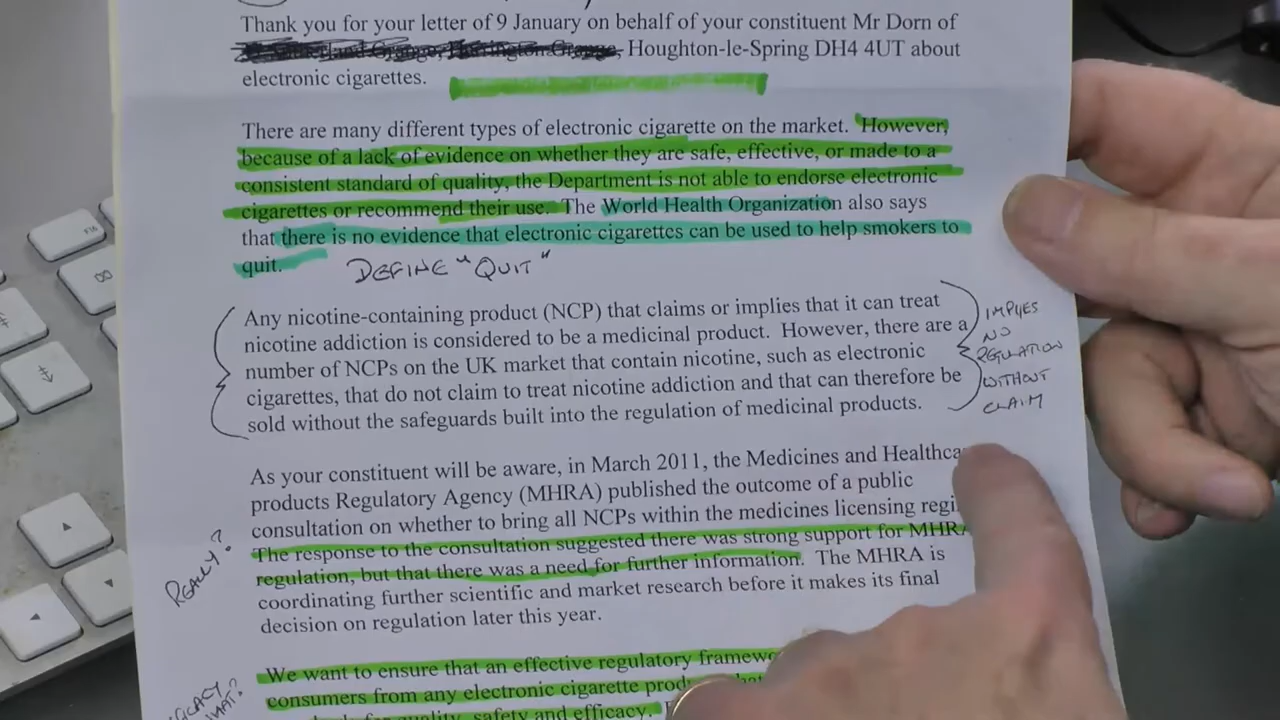 Thank you for your letter of 9 January on behalf of your constituent Mr Dorn of
Houghton-le-Spring DH4 4UT about
electronic cigarettes.
There are many different types of electronic cigarette on the market. However,
because of a lack of evidence on whether they are safe, effective, or made to a
consistent standard of quality, the Department is not able to endorse electronic
cigarettes or recommend their use. The World Health Organization also says
that there is no evidence that electronic cigarettes can be used to help smokers to
quit.
DEFINE "QUIT"
Any nicotine-containing product (NCP) that claims or implies that it can treat
nicotine addiction is considered to be a medicinal product. However, there are a
number of NCPs on the UK market that contain nicotine, such as electronic
cigarettes, that do not claim to treat nicotine addiction and that can therefore be
sold without the safeguards built into the regulation of medicinal products.
IMPLIES
NO
REGULATION
WITHOUT
CLAIM
As your constituent will be aware, in March 2011, the Medicines and Healthca
products Regulatory Agency (MHRA) published the outcome of a public
consultation on whether to bring all NCPs within the medicines licensing regi
The response to the consultation suggested there was strong support for MHRA
regulation, but that there was a need for further information. The MHRA is
coordinating further scientific and market research before it makes its final
decision on regulation later this year.
REALLY?
We want to ensure that an effective regulatory framewo
consumers from any electronic cigarette prod
quality, safety and efficacy.
F16